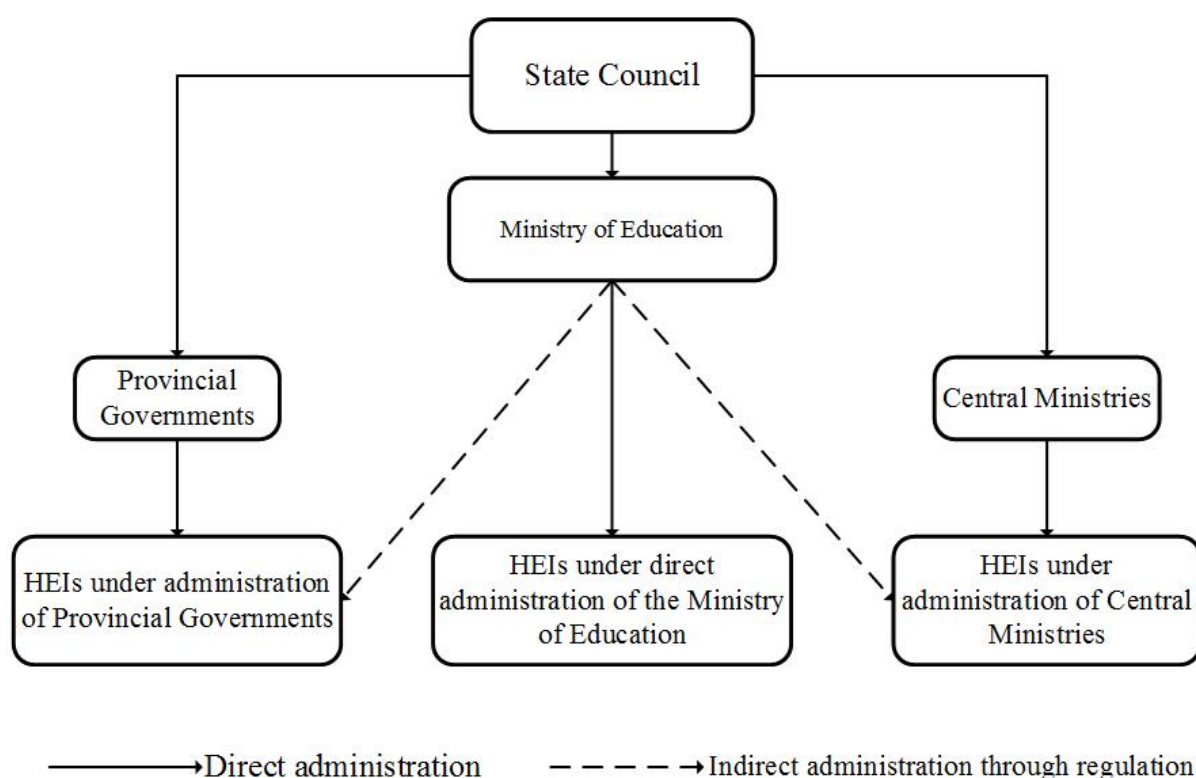 State Council
Ministry of Education
Provincial
Governments
Central Ministries
HEIs under administration
of Provincial Governments
HEIs under direct
administration of the Ministry
of Education
HEIs under
administration of Central
Ministries
Direct administration
Indirect administration through regulation